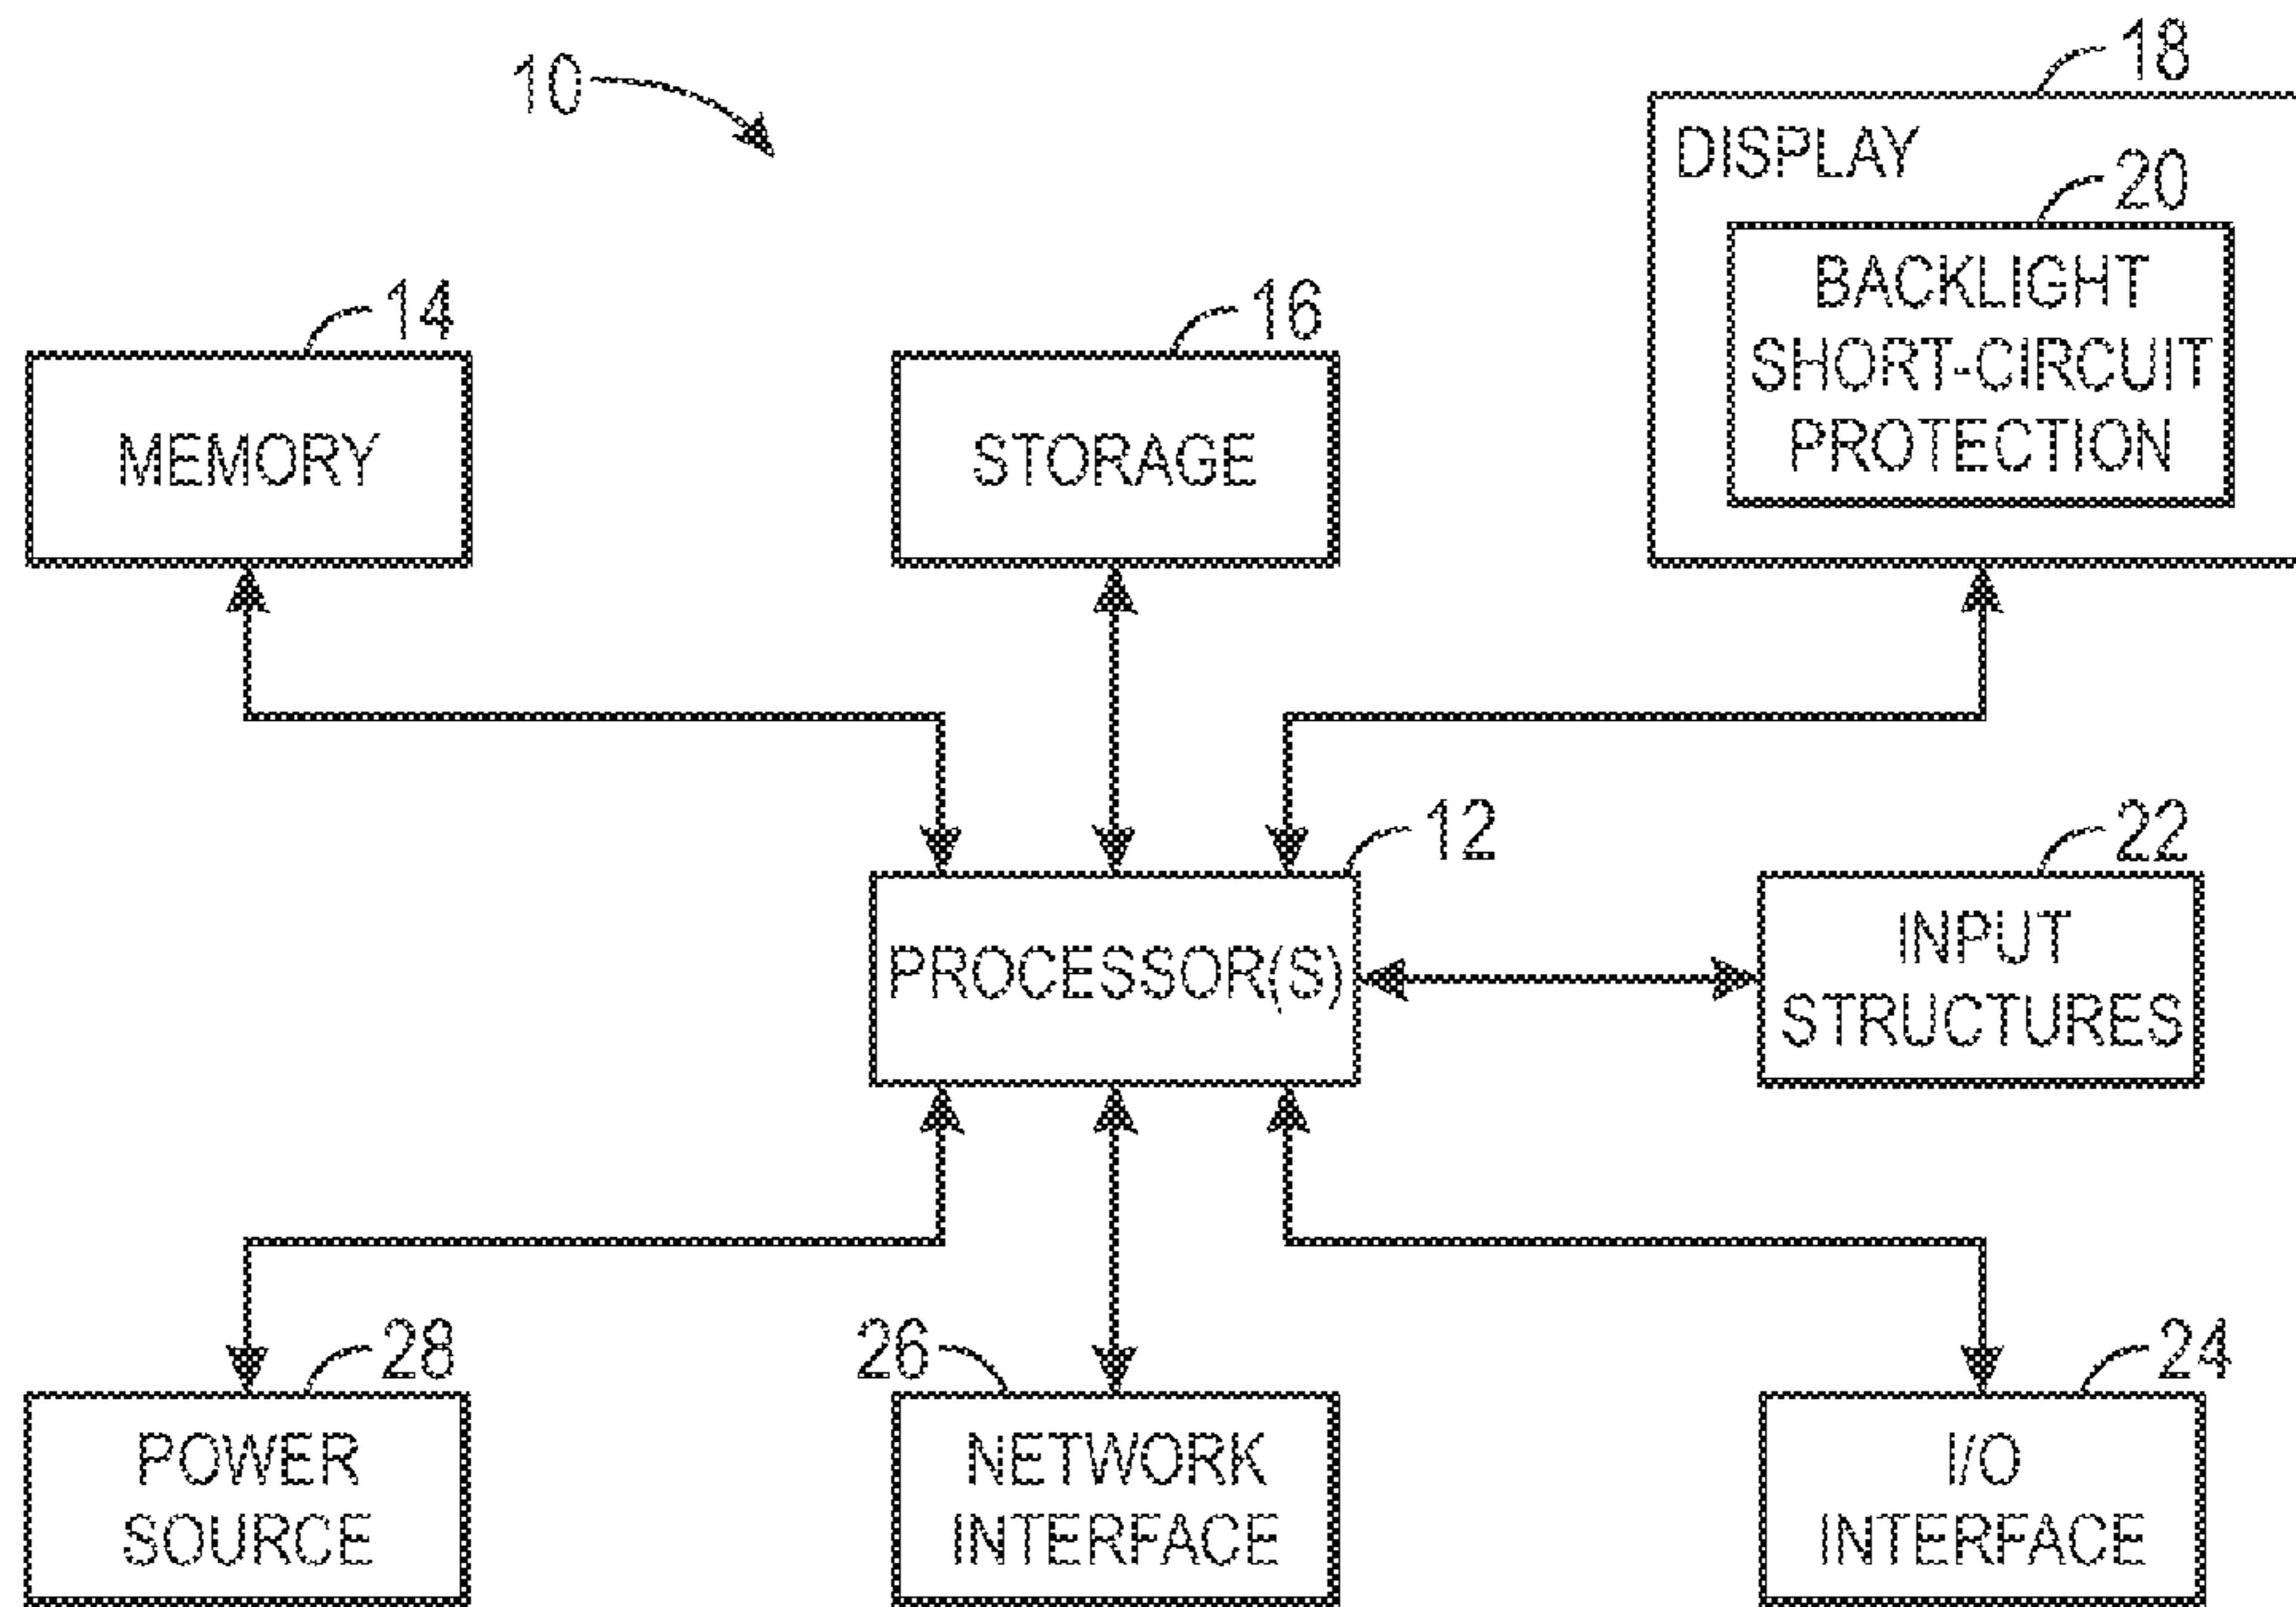 10
18
DISPLAY
20
BACKLIGHT
SHORT-CIRCUIT
PROTECTION
14
MEMORY
16
STORAGE
12
PROCESSOR(S)
22
INPUT
STRUCTURES
28
POWER
SOURCE
26
NETWORK
INTERFACE
24
I/O
INTERFACE